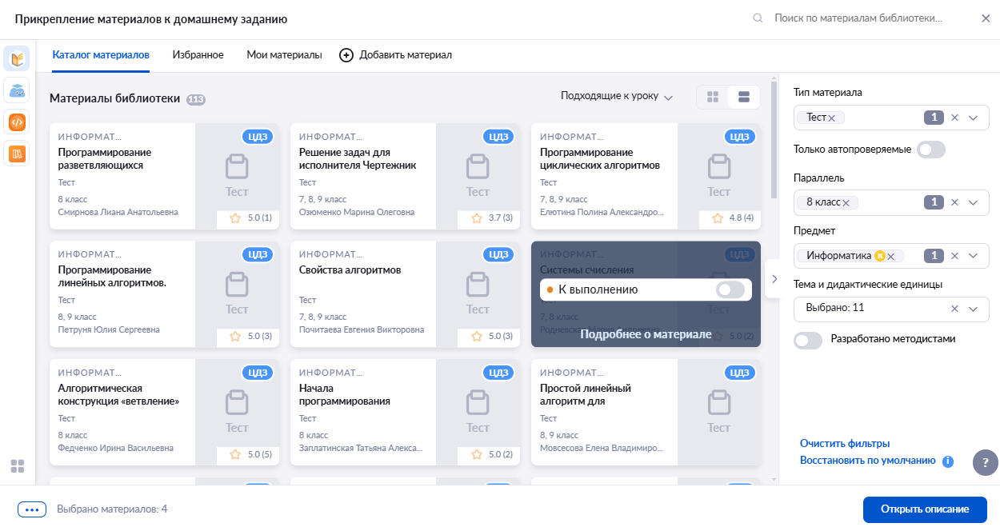 Прикрепление материалов к домашнему заданию
Поиск по материалам библиотеки...
Каталог материалов
Избранное
Мои материалы
Добавить материал
Материалы библиотеки 113
Подходящие к уроку
ИНФОРМАТ...
Программирование
разветвляющихся
Тест
8 класс
Смирнова Лиана Анатольевна
ЦДЗ
Тест
5.0 (1)
ИНФОРМАТ...
Решение задач для
исполнителя Чертежник
Тест
7, 8, 9 класс
Озюменко Марина Олеговна
ЦДЗ
Тест
3.7 (3)
ИНФОРМАТ...
Программирование
циклических алгоритмов
Тест
7, 8, 9 класс
Елютина Полина Александро...
ЦДЗ
Тест
4.8 (4)
ИНФОРМАТ...
Программирование
линейных алгоритмов.
Тест
8, 9 класс
Петруня Юлия Сергеевна
ЦДЗ
Тест
5.0 (3)
ИНФОРМАТ...
Свойства алгоритмов
Тест
7, 8, 9 класс
Почитаева Евгения Викторовна
ЦДЗ
Тест
5.0 (3)
ИНФОРМАТ...
Системы счисления
К выполнению
7, 8 класс
Подробнее о материале
ЦДЗ
5.0 (2)
ИНФОРМАТ...
Алгоритмическая
конструкция «ветвление»
Тест
8 класс
Федченко Ирина Васильевна
ЦДЗ
Тест
5.0 (5)
ИНФОРМАТ...
Начала
программирования
Тест
8 класс
Заплатинская Татьяна Алекса...
ЦДЗ
Тест
5.0 (2)
ИНФОРМАТ...
Простой линейный
алгоритм для
Тест
8, 9 класс
Мовсесова Елена Владимиро...
ЦДЗ
Тест
Тип материала
Тест 1
Только автопроверяемые
Параллель
8 класс 1
Предмет
Информатика К 1
Тема и дидактические единицы
Выбрано: 11
Разработано методистами
Очистить фильтры
Восстановить по умолчанию i
?
Выбрано материалов: 4
Открыть описание